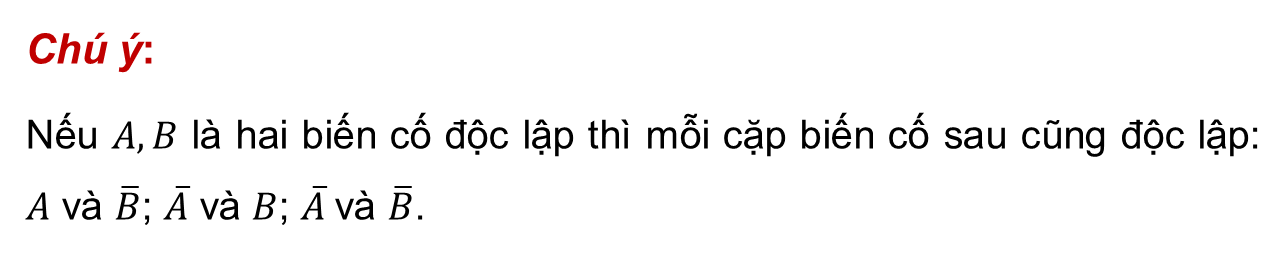 Chú ý:
Nếu A, B là hai biến cố độc lập thì mỗi cặp biến cố sau cũng độc lập:
A và B̅; A̅ và B; A̅ và B̅.